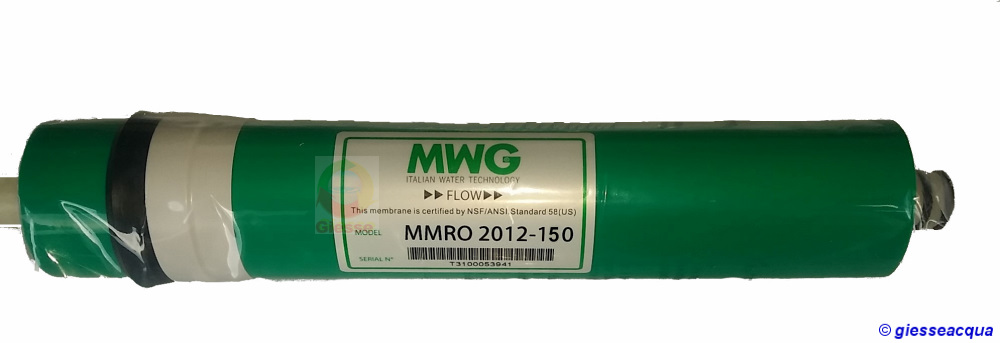 MWG
ITALIAN WATER TECHNOLOGY
▶▶FLOW▶▶
This membrane is certified by NSF/ANSI Standard 58(US)
Giesse
MODEL MMRO 2012-150
SERIAL N°
T3100053941
© giesseacqua